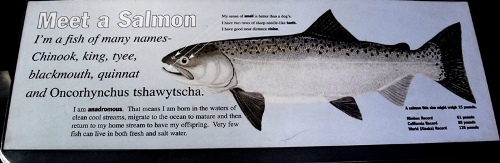 Meet a Salmon
I'm a fish of many names-
Chinook, king, tyee,
blackmouth, quinnat
and Oncorhynchus tshawytscha.
My sense of smell is better than a dog's.
I have two rows of sharp needle-like teeth.
I have good near distance vision.
I am anadromous. That means I am born in the waters of
clean cool streams, migrate to the ocean to mature and then
return to my home stream to have my offspring. Very few
fish can live in both fresh and salt water.
A salmon this size might weigh 25 pounds.
Record 61 pounds
California Record 88 pounds
World (Alaska) Record 126 pounds